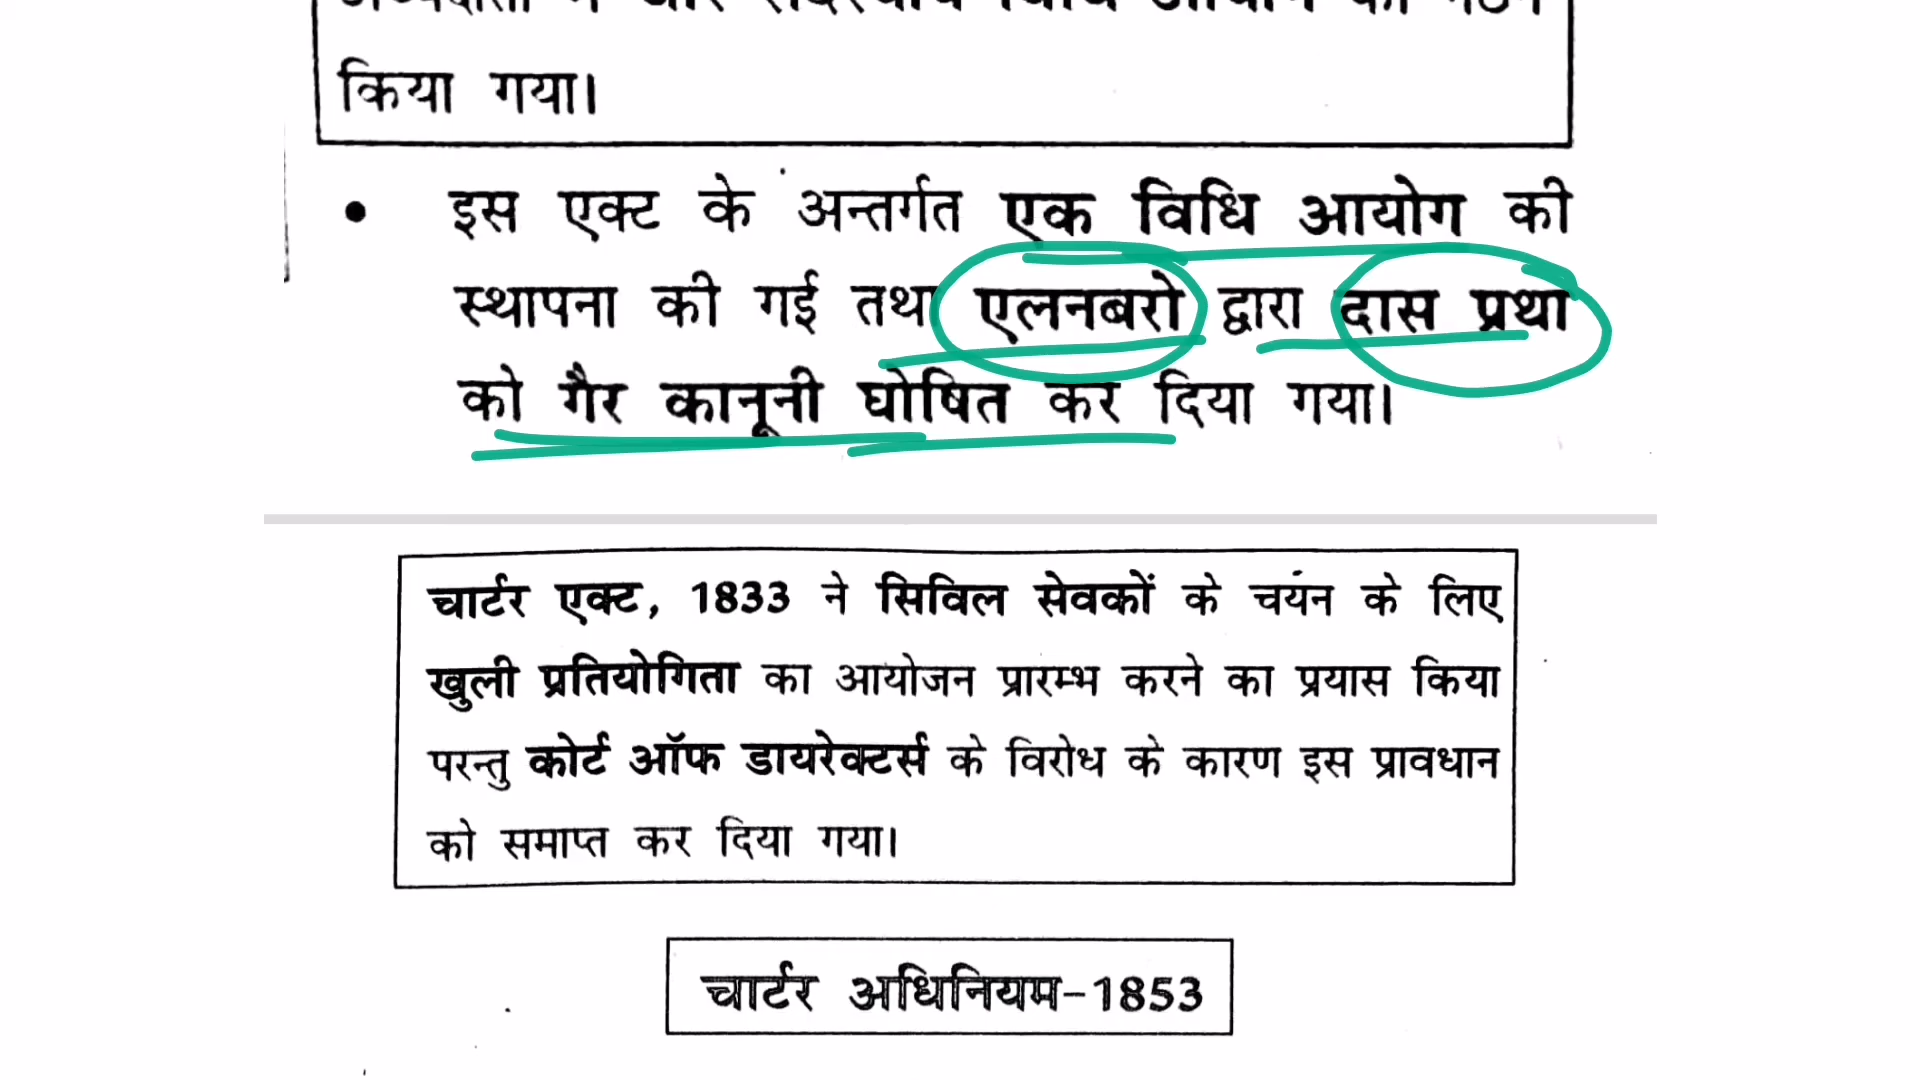 किया गया।
• इस एक्ट के अन्तर्गत एक विधि आयोग की
स्थापना की गई तथा एलनबरो द्वारा दास प्रथा
को गैर कानूनी घोषित कर दिया गया।
चार्टर एक्ट, 1833 ने सिविल सेवकों के चयन के लिए
खुली प्रतियोगिता का आयोजन प्रारम्भ करने का प्रयास किया
परन्तु कोर्ट ऑफ डायरेक्टर्स के विरोध के कारण इस प्रावधान
को समाप्त कर दिया गया।
चार्टर अधिनियम-1853